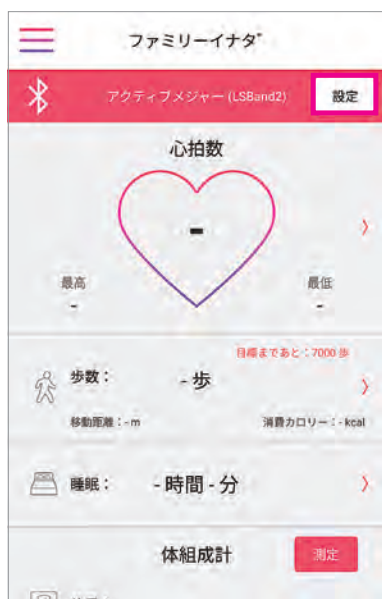 ファミリーイナダ®
アクティブメジャー (LSBand2)
設定
心拍数
-
最高
-
最低
-
目標まであと：7000 歩
歩数：
- 歩
移動距離：- m
消費カロリー：- kcal
睡眠：
- 時間 - 分
体組成計
測定